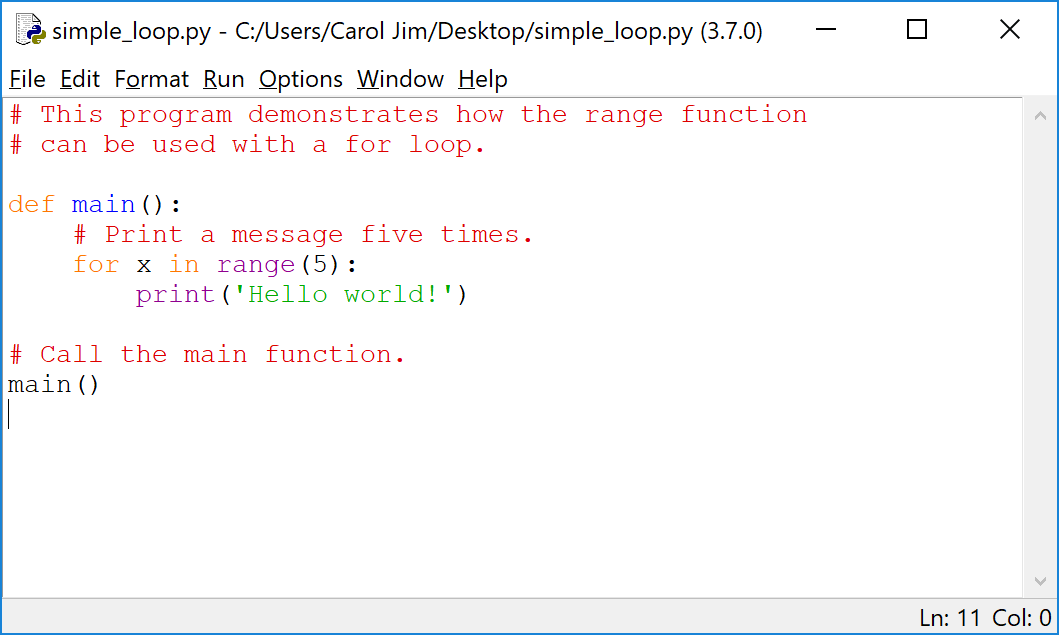 simple_loop.py - C:/Users/Carol Jim/Desktop/simple_loop.py (3.7.0)
File Edit Format Run Options Window Help
# This program demonstrates how the range function
# can be used with a for loop.
def main():
    # Print a message five times.
    for x in range(5):
        print('Hello world!')
# Call the main function.
main()
Ln: 11 Col: 0